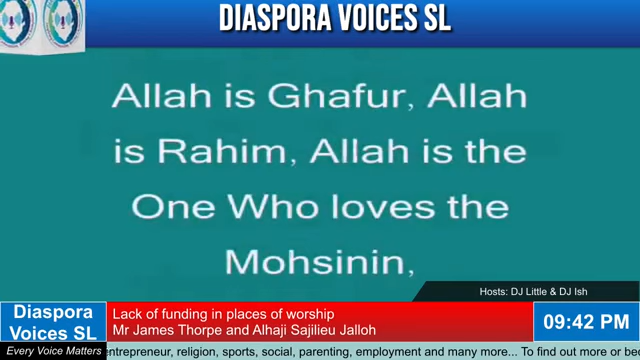 DIASPORA VOICES SL
Allah is Ghafur, Allah
is Rahim, Allah is the
One Who loves the
Mohsinin,
Hosts: DJ Little & DJ Ish
Diaspora
Voices SL
Lack of funding in places of worship
Mr James Thorpe and Alhaji Sajilieu Jalloh
09:42 PM
Every Voice Matters
entrepreneur, religion, sports, social, parenting, employment and many more... To find out more or be